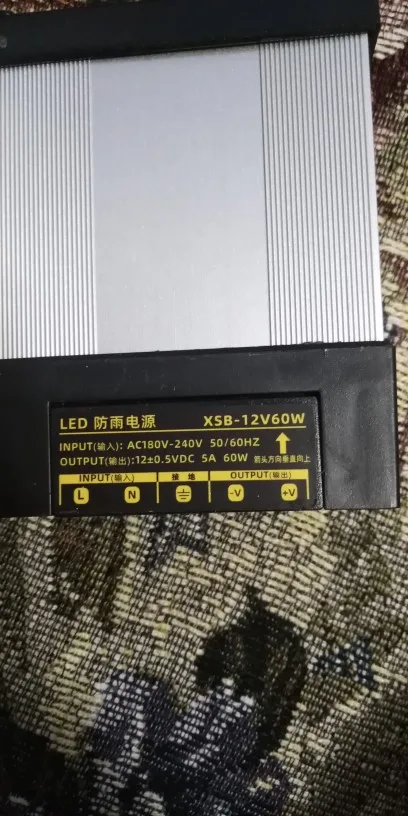 LED 防雨电源 XSB-12V60W
INPUT(输入): AC180V-240V 50/60HZ
OUTPUT(输出):12±0.5VDC 5A 60W 箭头方向垂直向上
INPUT(输入) 接地 OUTPUT(输出)
L N -V +V